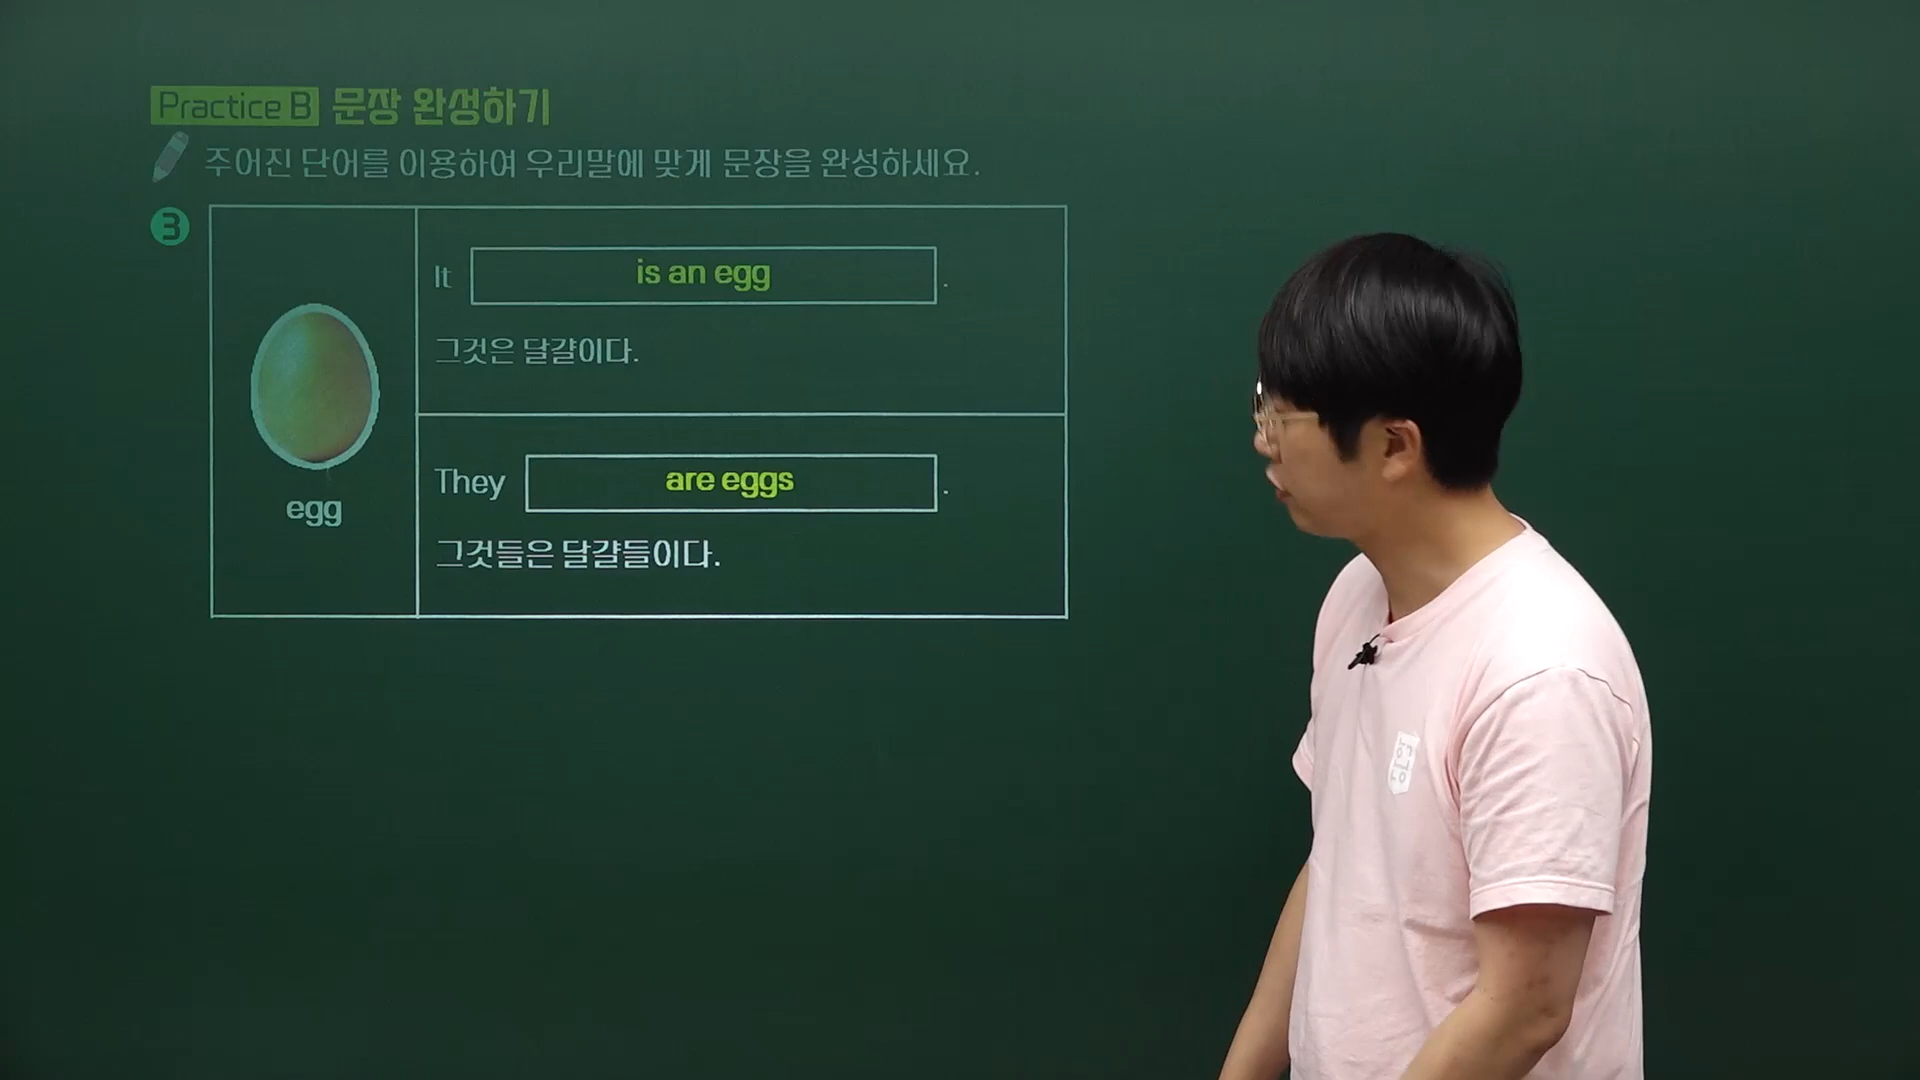 Practice B 문장 완성하기
주어진 단어를 이용하여 우리말에 맞게 문장을 완성하세요.
3
It is an egg .
그것은 달걀이다.
egg
They are eggs .
그것들은 달걀들이다.